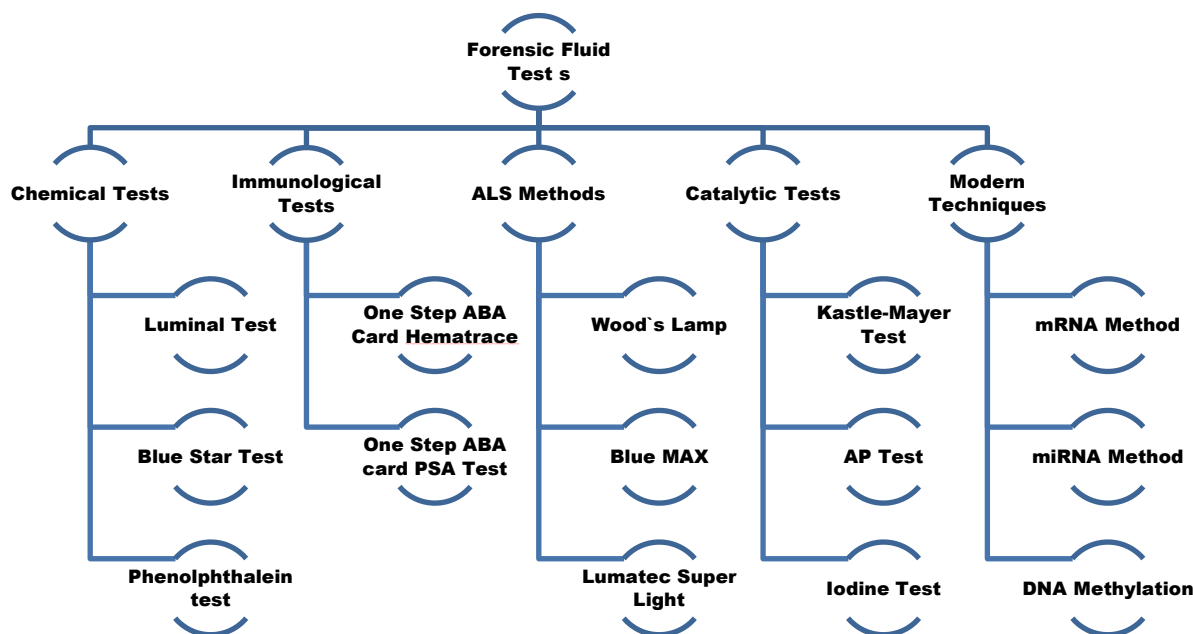 Forensic Fluid
Test s
Chemical Tests
Immunological
Tests
ALS Methods
Catalytic Tests
Modern
Techniques
Luminal Test
One Step ABA
Card Hematrace
Wood`s Lamp
Kastle-Mayer
Test
mRNA Method
Blue Star Test
One Step ABA
card PSA Test
Blue MAX
AP Test
miRNA Method
Phenolphthalein
test
Lumatec Super
Light
Iodine Test
DNA Methylation